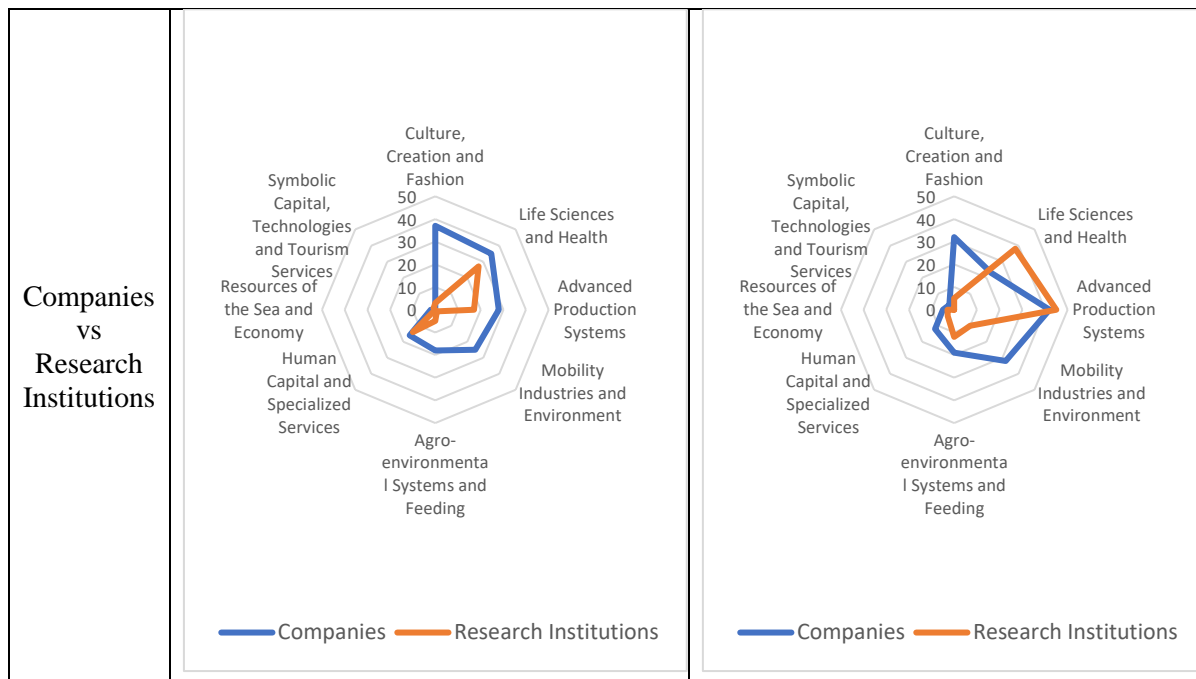 Companies
vs
Research
Institutions
Culture,
Creation and
Fashion
Life Sciences
and Health
Advanced
Production
Systems
Mobility
Industries and
Environment
Agro-
environmenta
l Systems and
Feeding
Human
Capital and
Specialized
Services
Resources of
the Sea and
Economy
Symbolic
Capital,
Technologies
and Tourism
Services
50
40
30
20
10
0
Companies
Research Institutions
Culture,
Creation and
Fashion
Life Sciences
and Health
Advanced
Production
Systems
Mobility
Industries and
Environment
Agro-
environmenta
l Systems and
Feeding
Human
Capital and
Specialized
Services
Resources of
the Sea and
Economy
Symbolic
Capital,
Technologies
and Tourism
Services
50
40
30
20
10
0
Companies
Research Institutions